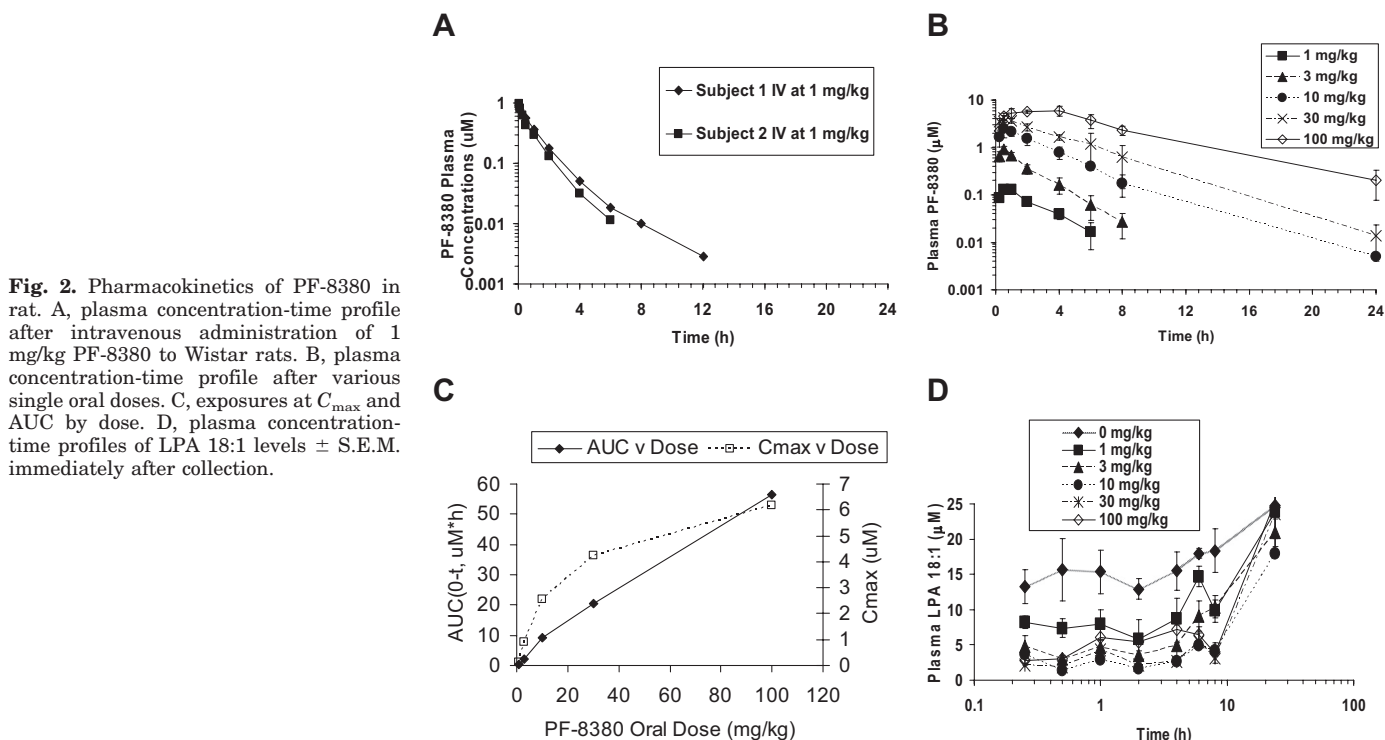 Fig. 2. Pharmacokinetics of PF-8380 in
rat. A, plasma concentration-time profile
after intravenous administration of 1
mg/kg PF-8380 to Wistar rats. B, plasma
concentration-time profile after various
single oral doses. C, exposures at Cmax and
AUC by dose. D, plasma concentration-
time profiles of LPA 18:1 levels ± S.E.M.
immediately after collection.
A
Subject 1 IV at 1 mg/kg
Subject 2 IV at 1 mg/kg
PF-8380 Plasma
Concentrations (uM)
1
0.1
0.01
0.001
0 4 8 12 16 20 24
Time (h)
B
1 mg/kg
3 mg/kg
10 mg/kg
30 mg/kg
100 mg/kg
Plasma PF-8380 (μM)
10
1
0.1
0.01
0.001
0 4 8 12 16 20 24
Time (h)
C
AUC v Dose Cmax v Dose
AUC(0-t, uM*h)
60
50
40
30
20
10
0
Cmax (uM)
7
6
5
4
3
2
1
0
0 20 40 60 80 100 120
PF-8380 Oral Dose (mg/kg)
D
0 mg/kg
1 mg/kg
3 mg/kg
10 mg/kg
30 mg/kg
100 mg/kg
Plasma LPA 18:1 (μM)
25
20
15
10
5
0
0.1 1 10 100
Time (h)